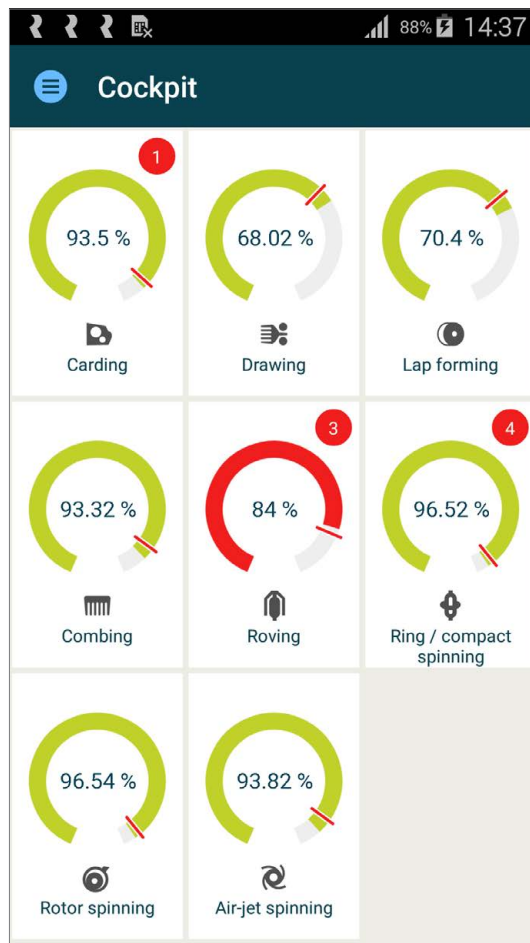 88% 14:37
Cockpit
1
93.5 %
68.02 %
70.4 %
Carding
Drawing
Lap forming
3
4
93.32 %
84 %
96.52 %
Combing
Roving
Ring / compact
spinning
96.54 %
93.82 %
Rotor spinning
Air-jet spinning